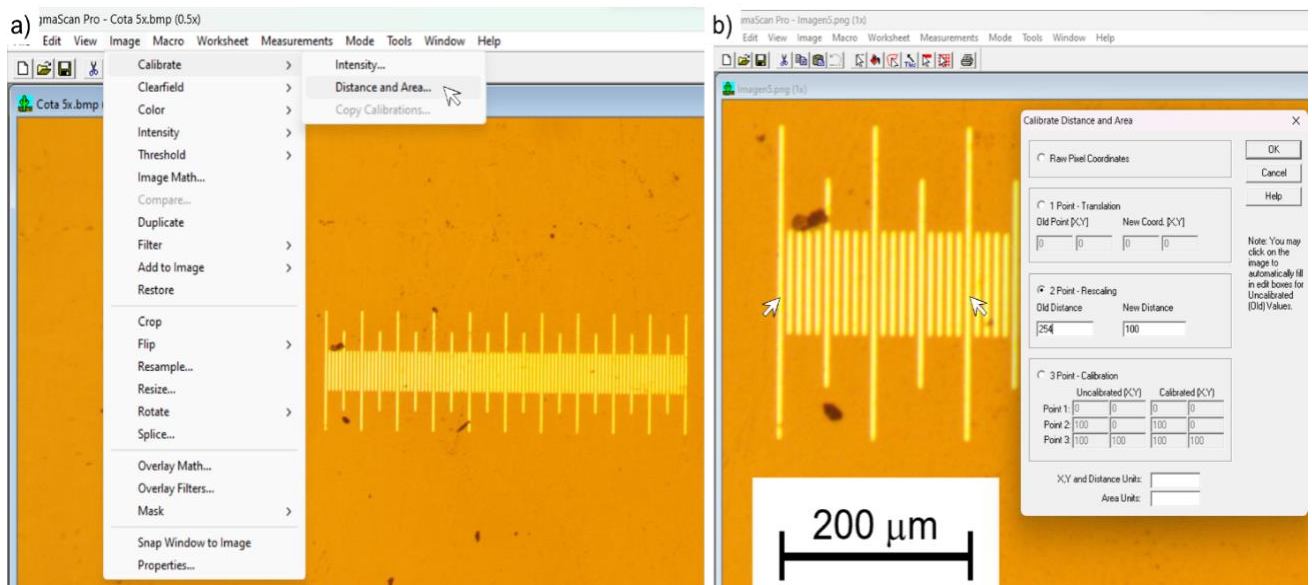 a)
gmaScan Pro - Cota 5x.bmp (0.5x)
Edit View Image Macro Worksheet Measurements Mode Tools Window Help
Cota 5x.bmp
Calibrate
Clearfield
Color
Intensity
Threshold
Image Math...
Compare...
Duplicate
Filter
Add to Image
Restore
Crop
Flip
Resample...
Resize...
Rotate
Splice...
Overlay Math...
Overlay Filters...
Mask
Snap Window to Image
Properties...
Intensity...
Distance and Area...
Copy Calibrations...
b)
gmaScan Pro - Imagen5.png (1x)
Edit View Image Macro Worksheet Measurements Mode Tools Window Help
Imagen5.png (1x)
Calibrate Distance and Area
Raw Pixel Coordinates
1 Point - Translation
Old Point [X,Y] New Coord. [X,Y]
0 0 0 0
2 Point - Rescaling
Old Distance New Distance
254 100
3 Point - Calibration
Uncalibrated [X,Y] Calibrated [X,Y]
Point 1: 0 0 0 0
Point 2: 100 0 100 0
Point 3: 100 100 100 100
X,Y and Distance Units:
Area Units:
OK
Cancel
Help
Note: You may
click on the
image to
automatically fill
in edit boxes for
Uncalibrated
(Old) Values.
200 μm